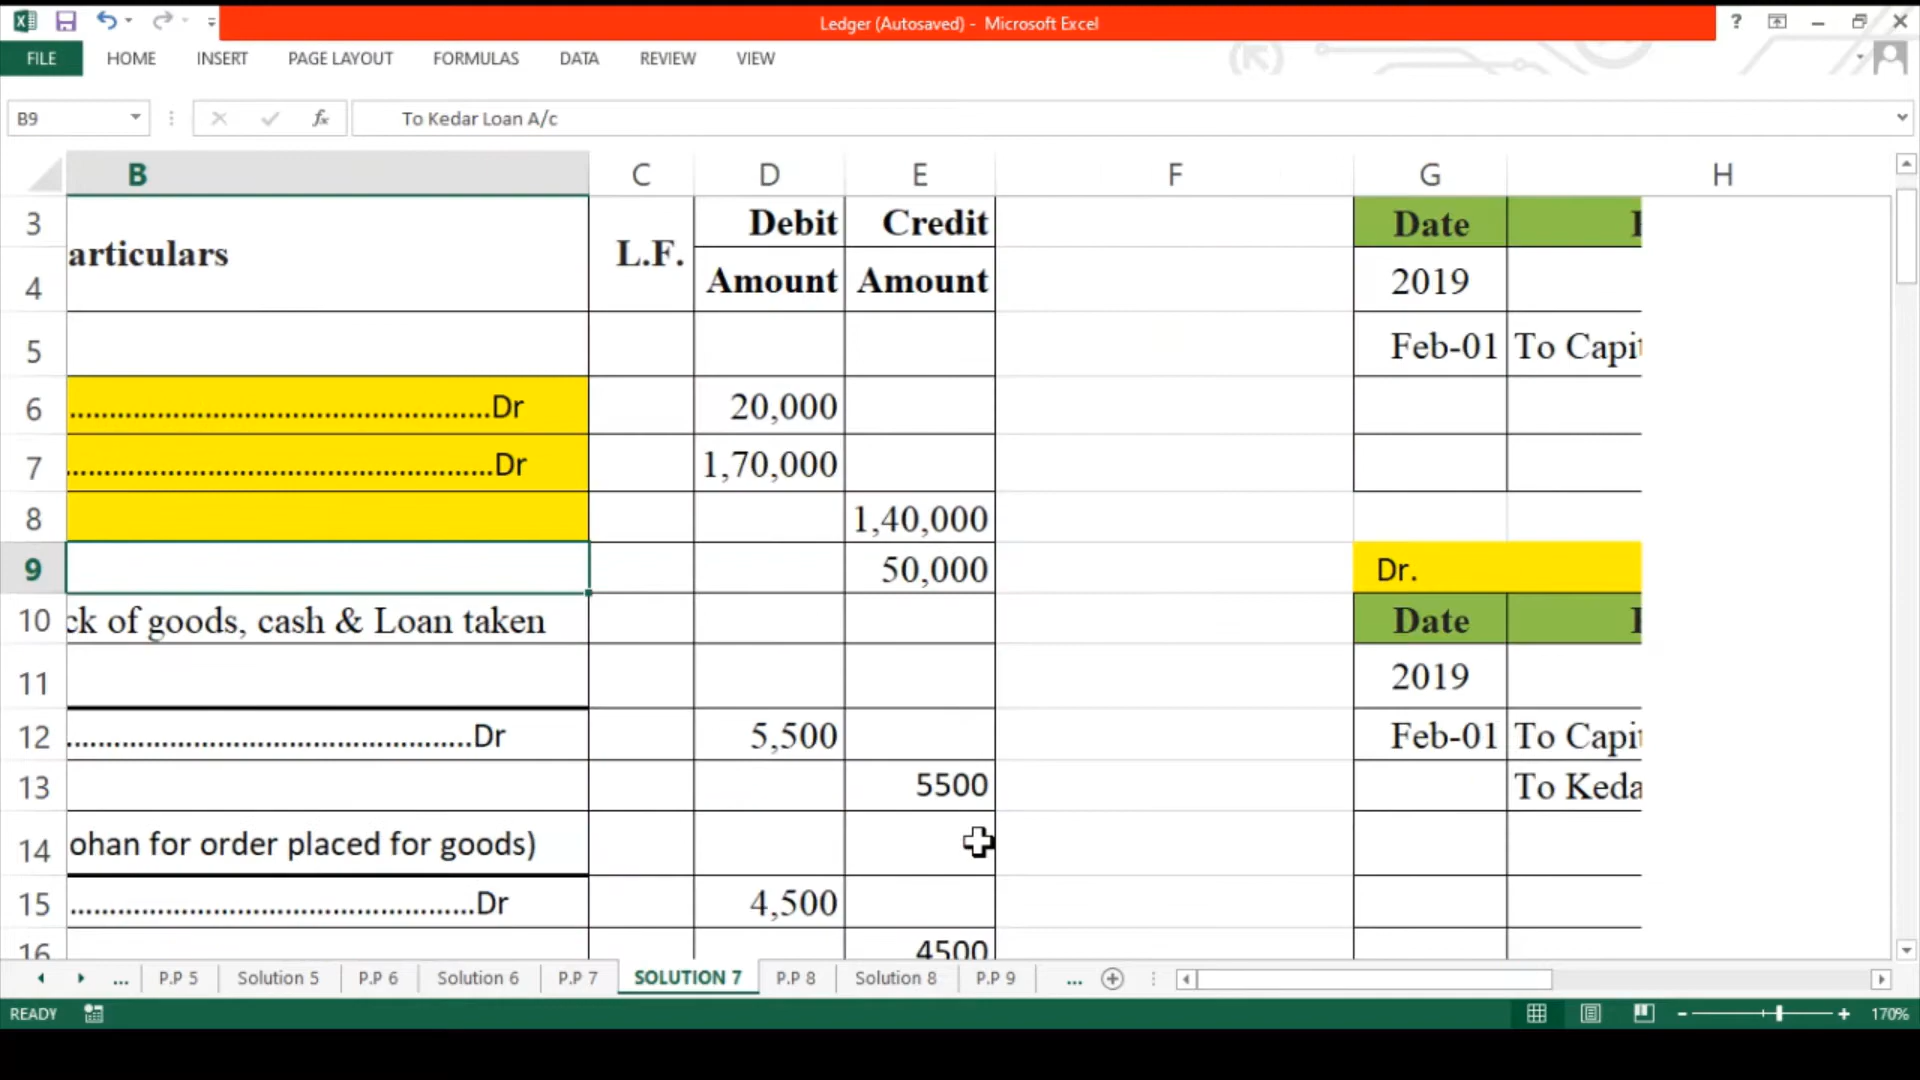 Ledger (Autosaved) - Microsoft Excel
?
FILE HOME INSERT PAGE LAYOUT FORMULAS DATA REVIEW VIEW
B9 fx To Kedar Loan A/c
B C D E F G H
3 Debit Credit Date
articulars L.F.
4 Amount Amount 2019
5 Feb-01 To Capi
6 ....................................................Dr 20,000
7 .....................................................Dr 1,70,000
8 1,40,000
9 50,000 Dr.
10 ck of goods, cash & Loan taken Date
11 2019
12 ..................................................Dr 5,500 Feb-01 To Capi
13 5500 To Keda
14 ohan for order placed for goods)
15 ..................................................Dr 4,500
16 4500
... P.P 5 Solution 5 P.P 6 Solution 6 P.P 7 SOLUTION 7 P.P 8 Solution 8 P.P 9 ...
READY 170%